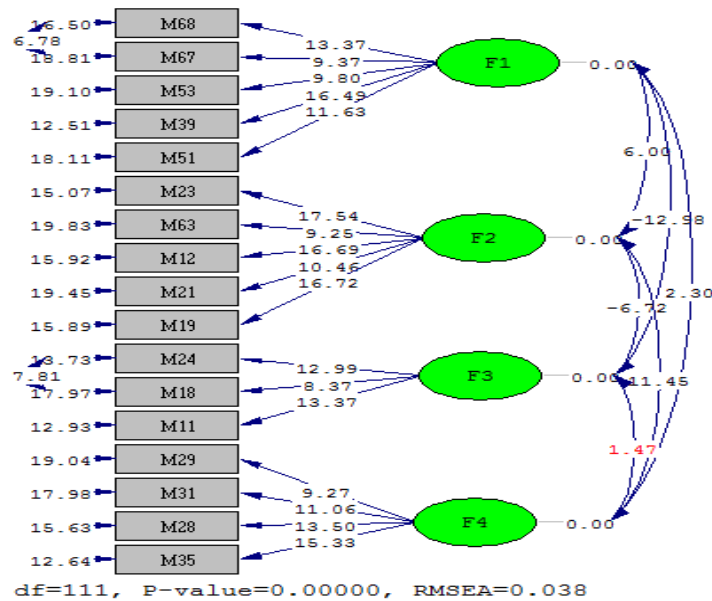 16.50 M68
6.78
13.37
18.81 M67
9.37
F1 0.00
19.10 M53
9.80
16.49
12.51 M39
11.63
18.11 M51
6.00
15.07 M23
17.54
-12.98
19.83 M63
9.25
F2 0.00
15.92 M12
16.69
10.46
19.45 M21
16.72
-6.72
2.30
15.89 M19
13.73 M24
12.99
7.81
8.37
F3 0.00
11.45
17.97 M18
13.37
12.93 M11
1.47
19.04 M29
9.27
17.98 M31
11.06
15.63 M28
13.50
F4 0.00
15.33
12.64 M35
df=111, P-value=0.00000, RMSEA=0.038